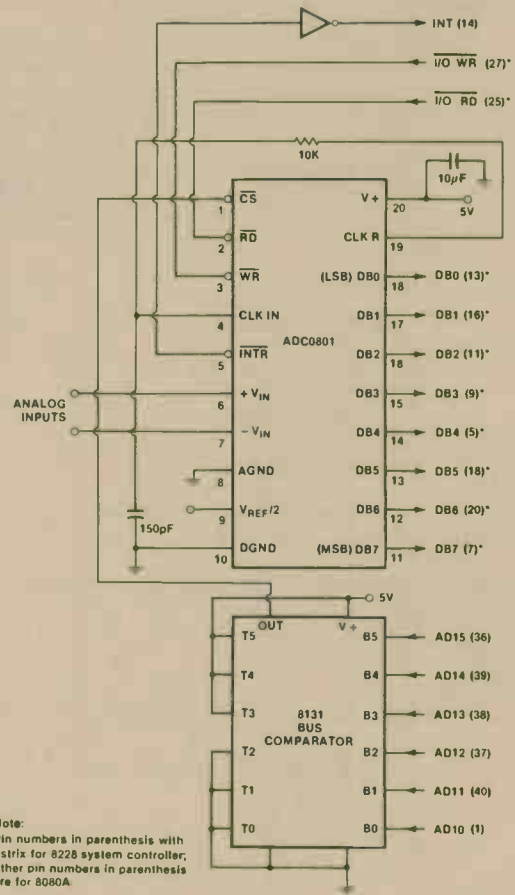 INT (14)
I/O WR (27)*
I/O RD (25)*
10K
10µF
5V
CS
1
V+
20
RD
2
CLK R
19
WR
3
(LSB) DB0
18
DB0 (13)*
CLK IN
4
DB1
17
DB1 (16)*
ADC0801
INTR
5
DB2
18
DB2 (11)*
ANALOG
INPUTS
+VIN
6
DB3
15
DB3 (9)*
−VIN
7
DB4
14
DB4 (5)*
AGND
8
DB5
13
DB5 (18)*
VREF/2
9
DB6
12
DB6 (20)*
150pF
DGND
10
(MSB) DB7
11
DB7 (7)*
5V
OUT
V+
T5
B5
AD15 (36)
T4
B4
AD14 (39)
T3
B3
AD13 (38)
8131
BUS
COMPARATOR
T2
B2
AD12 (37)
T1
B1
AD11 (40)
T0
B0
AD10 (1)
lote:
in numbers in parenthesis with
strix for 8228 system controller;
ther pin numbers in parenthesis
re for 8080A